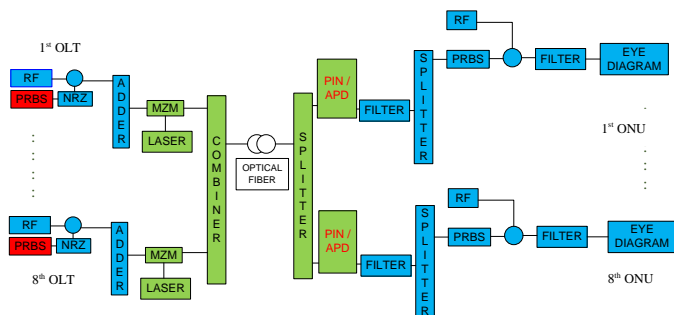 1st OLT
RF
PRBS
NRZ
ADDER
MZM
LASER
COMBINER
OPTICAL
FIBER
SPLITTER
PIN /
APD
FILTER
SPLITTER
RF
PRBS
FILTER
EYE
DIAGRAM
1st ONU
RF
PRBS
NRZ
8th OLT
ADDER
MZM
LASER
PIN /
APD
FILTER
SPLITTER
RF
PRBS
FILTER
EYE
DIAGRAM
8th ONU